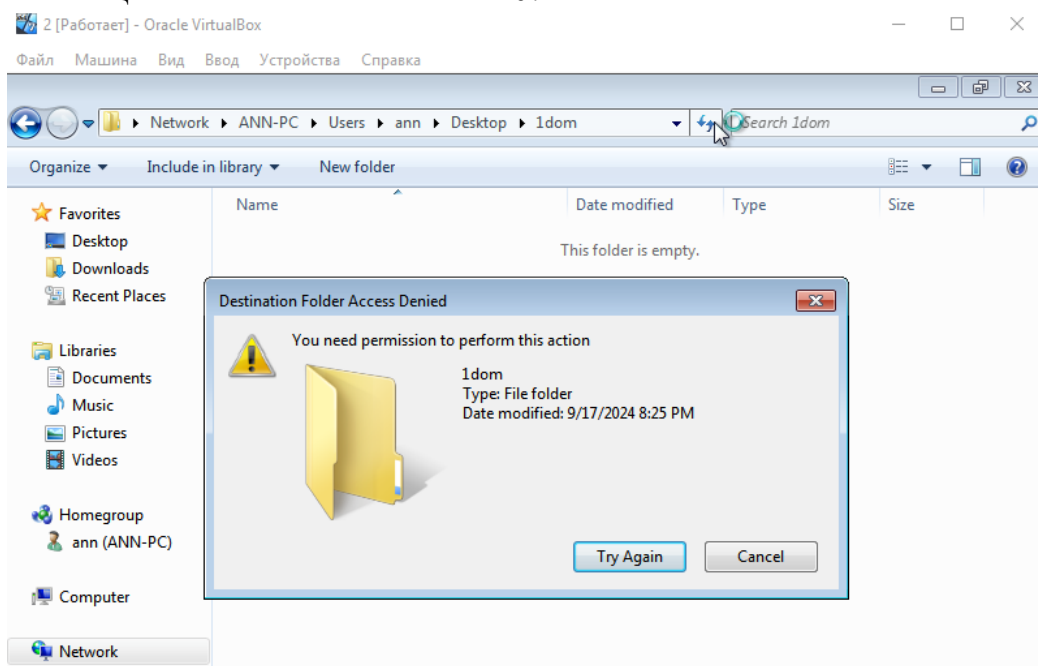 2 [Работает] - Oracle VirtualBox
Файл Машина Вид Ввод Устройства Справка
Network ANN-PC Users ann Desktop 1dom Search 1dom
Organize Include in library New folder
Name Date modified Type Size
This folder is empty.
Favorites
Desktop
Downloads
Recent Places
Libraries
Documents
Music
Pictures
Videos
Homegroup
ann (ANN-PC)
Computer
Network
Destination Folder Access Denied
You need permission to perform this action
1dom
Type: File folder
Date modified: 9/17/2024 8:25 PM
Try Again Cancel